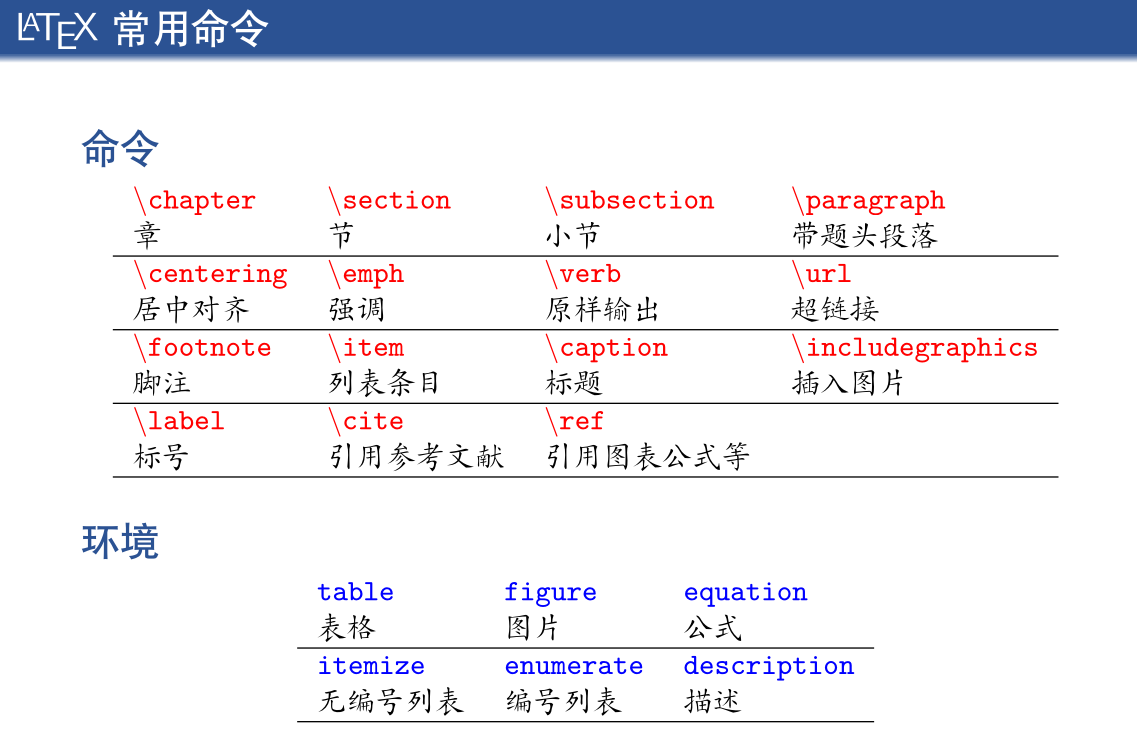 LATEX 常用命令
命令
\chapter \section \subsection \paragraph
章 节 小节 带题头段落
\centering \emph \verb \url
居中对齐 强调 原样输出 超链接
\footnote \item \caption \includegraphics
脚注 列表条目 标题 插入图片
\label \cite \ref
标号 引用参考文献 引用图表公式等
环境
table figure equation
表格 图片 公式
itemize enumerate description
无编号列表 编号列表 描述